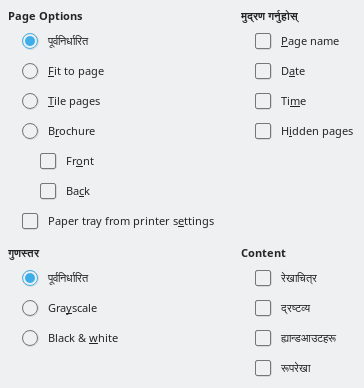 Page Options
पूर्वनिर्धारित
Fit to page
Tile pages
Brochure
Front
Back
Paper tray from printer settings
मुद्रण गर्नुहोस्
Page name
Date
Time
Hidden pages
गुणस्तर
पूर्वनिर्धारित
Grayscale
Black & white
Content
रेखाचित्र
द्रष्टव्य
ह्यान्डआउटहरू
रूपरेखा